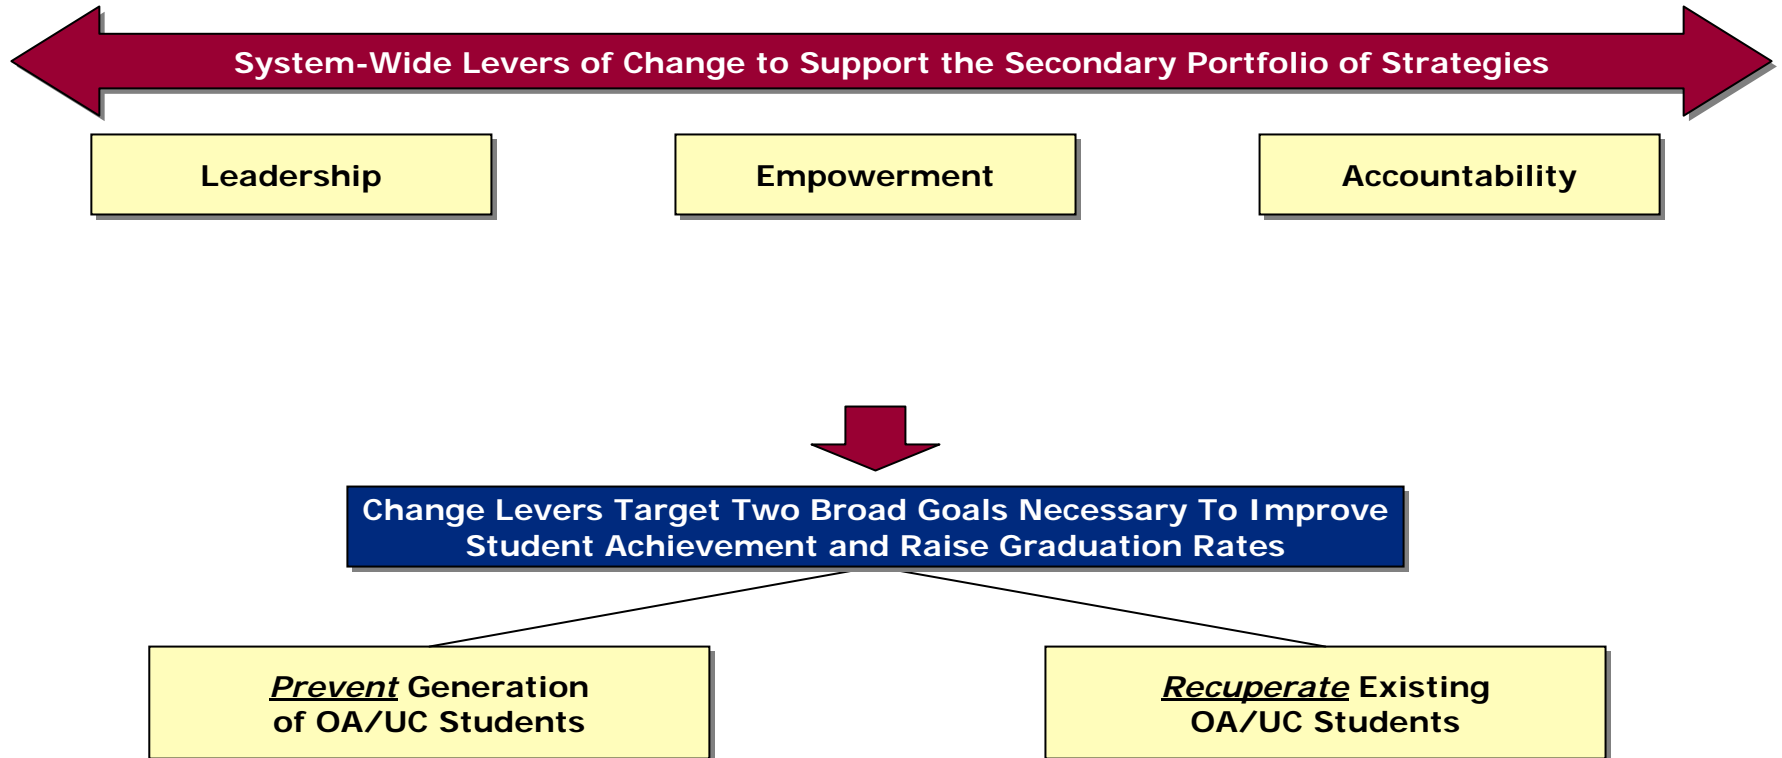 System-Wide Levers of Change to Support the Secondary Portfolio of Strategies
Leadership
Empowerment
Accountability
Change Levers Target Two Broad Goals Necessary To Improve
Student Achievement and Raise Graduation Rates
Prevent Generation
of OA/UC Students
Recuperate Existing
OA/UC Students